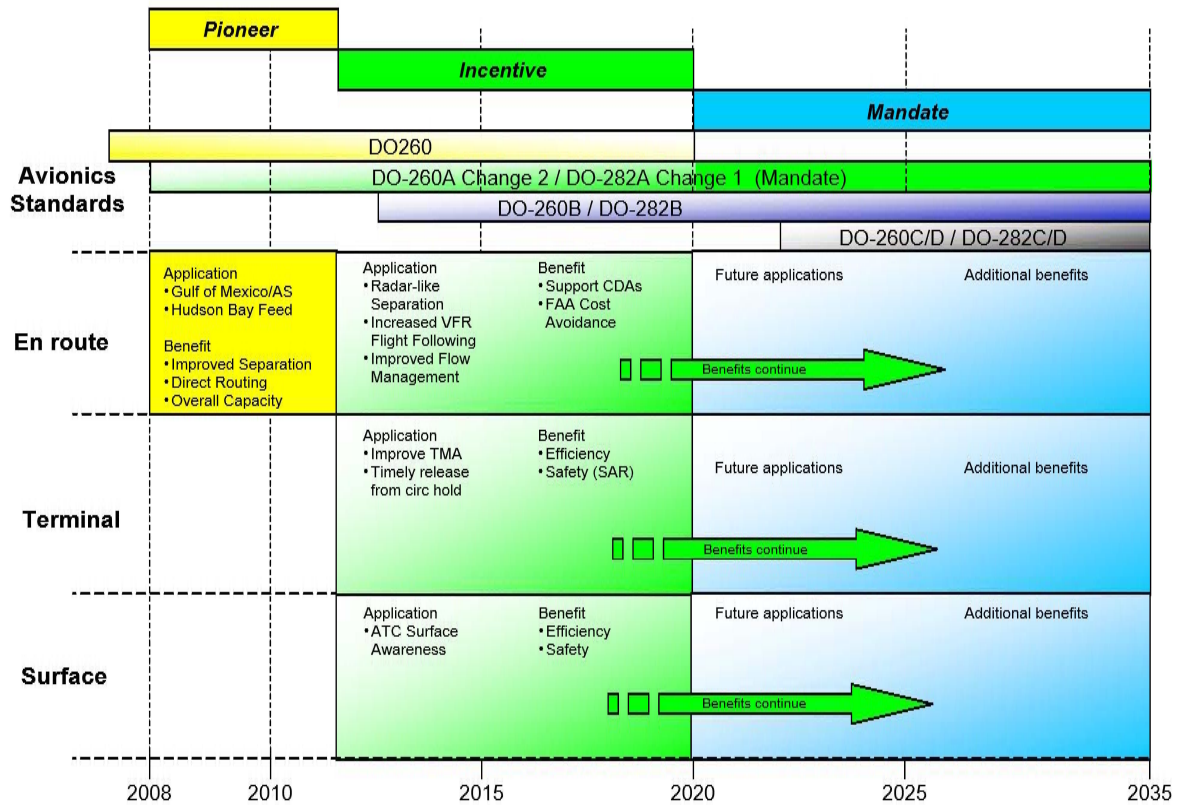 Pioneer
Incentive
Mandate
Avionics
Standards
DO260
DO-260A Change 2 / DO-282A Change 1 (Mandate)
DO-260B / DO-282B
DO-260C/D / DO-282C/D
En route
Application
•Gulf of Mexico/AS
•Hudson Bay Feed
Benefit
•Improved Separation
•Direct Routing
•Overall Capacity
Application
•Radar-like
Separation
•Increased VFR
Flight Following
•Improved Flow
Management
Benefit
•Support CDAs
•FAA Cost
Avoidance
Future applications
Additional benefits
Benefits continue
Terminal
Application
•Improve TMA
•Timely release
from circ hold
Benefit
•Efficiency
•Safety (SAR)
Future applications
Additional benefits
Benefits continue
Surface
Application
•ATC Surface
Awareness
Benefit
•Efficiency
•Safety
Future applications
Additional benefits
Benefits continue
2008 2010 2015 2020 2025 2035